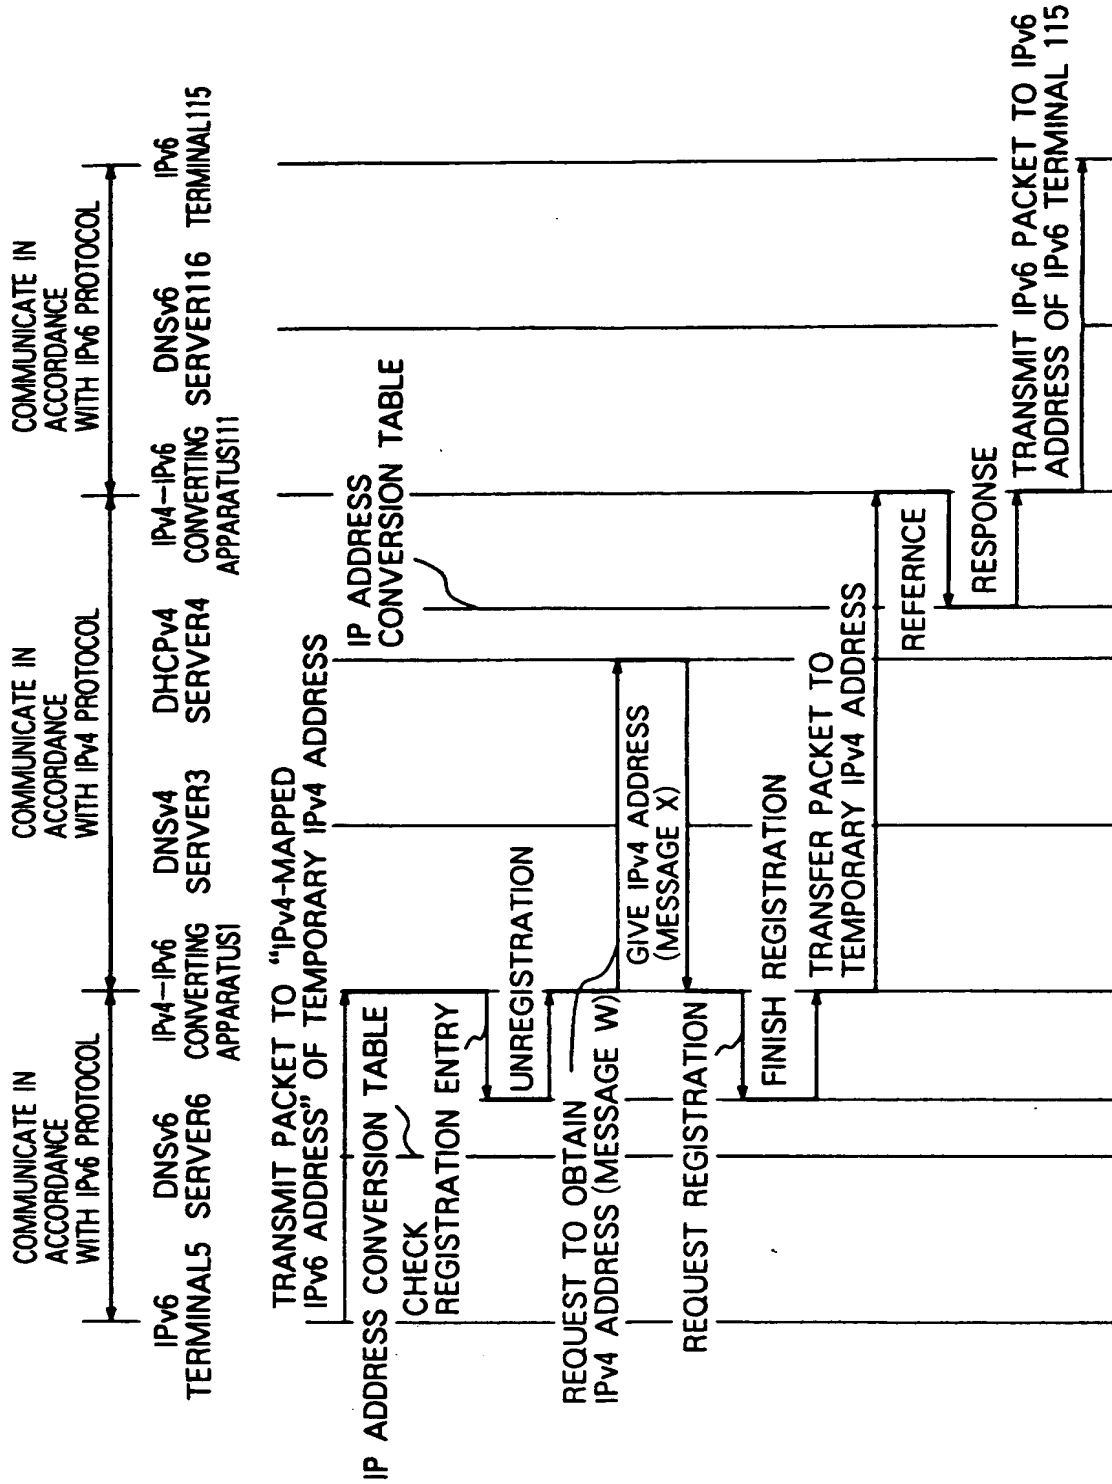 COMMUNICATE IN
ACCORDANCE
WITH IPv6 PROTOCOL
COMMUNICATE IN
ACCORDANCE
WITH IPv4 PROTOCOL
COMMUNICATE IN
ACCORDANCE
WITH IPv6 PROTOCOL
IPv6
TERMINAL5
DNSv6
SERVER6
IPv4-IPv6
CONVERTING
APPARATUS1
DNSv4
SERVER3
DHCPv4
SERVER4
IPv4-IPv6
CONVERTING
APPARATUS111
DNSv6
SERVER116
IPv6
TERMINAL115
TRANSMIT PACKET TO "IPv4-MAPPED
IPv6 ADDRESS" OF TEMPORARY IPv4 ADDRESS
IP ADDRESS
CONVERSION TABLE
IP ADDRESS CONVERSION TABLE
CHECK
REGISTRATION ENTRY
UNREGISTRATION
REQUEST TO OBTAIN
IPv4 ADDRESS (MESSAGE W)
GIVE IPv4 ADDRESS
(MESSAGE X)
REQUEST REGISTRATION
FINISH REGISTRATION
TRANSFER PACKET TO
TEMPORARY IPv4 ADDRESS
REFERNCE
RESPONSE
TRANSMIT IPv6 PACKET TO IPv6
ADDRESS OF IPv6 TERMINAL 115